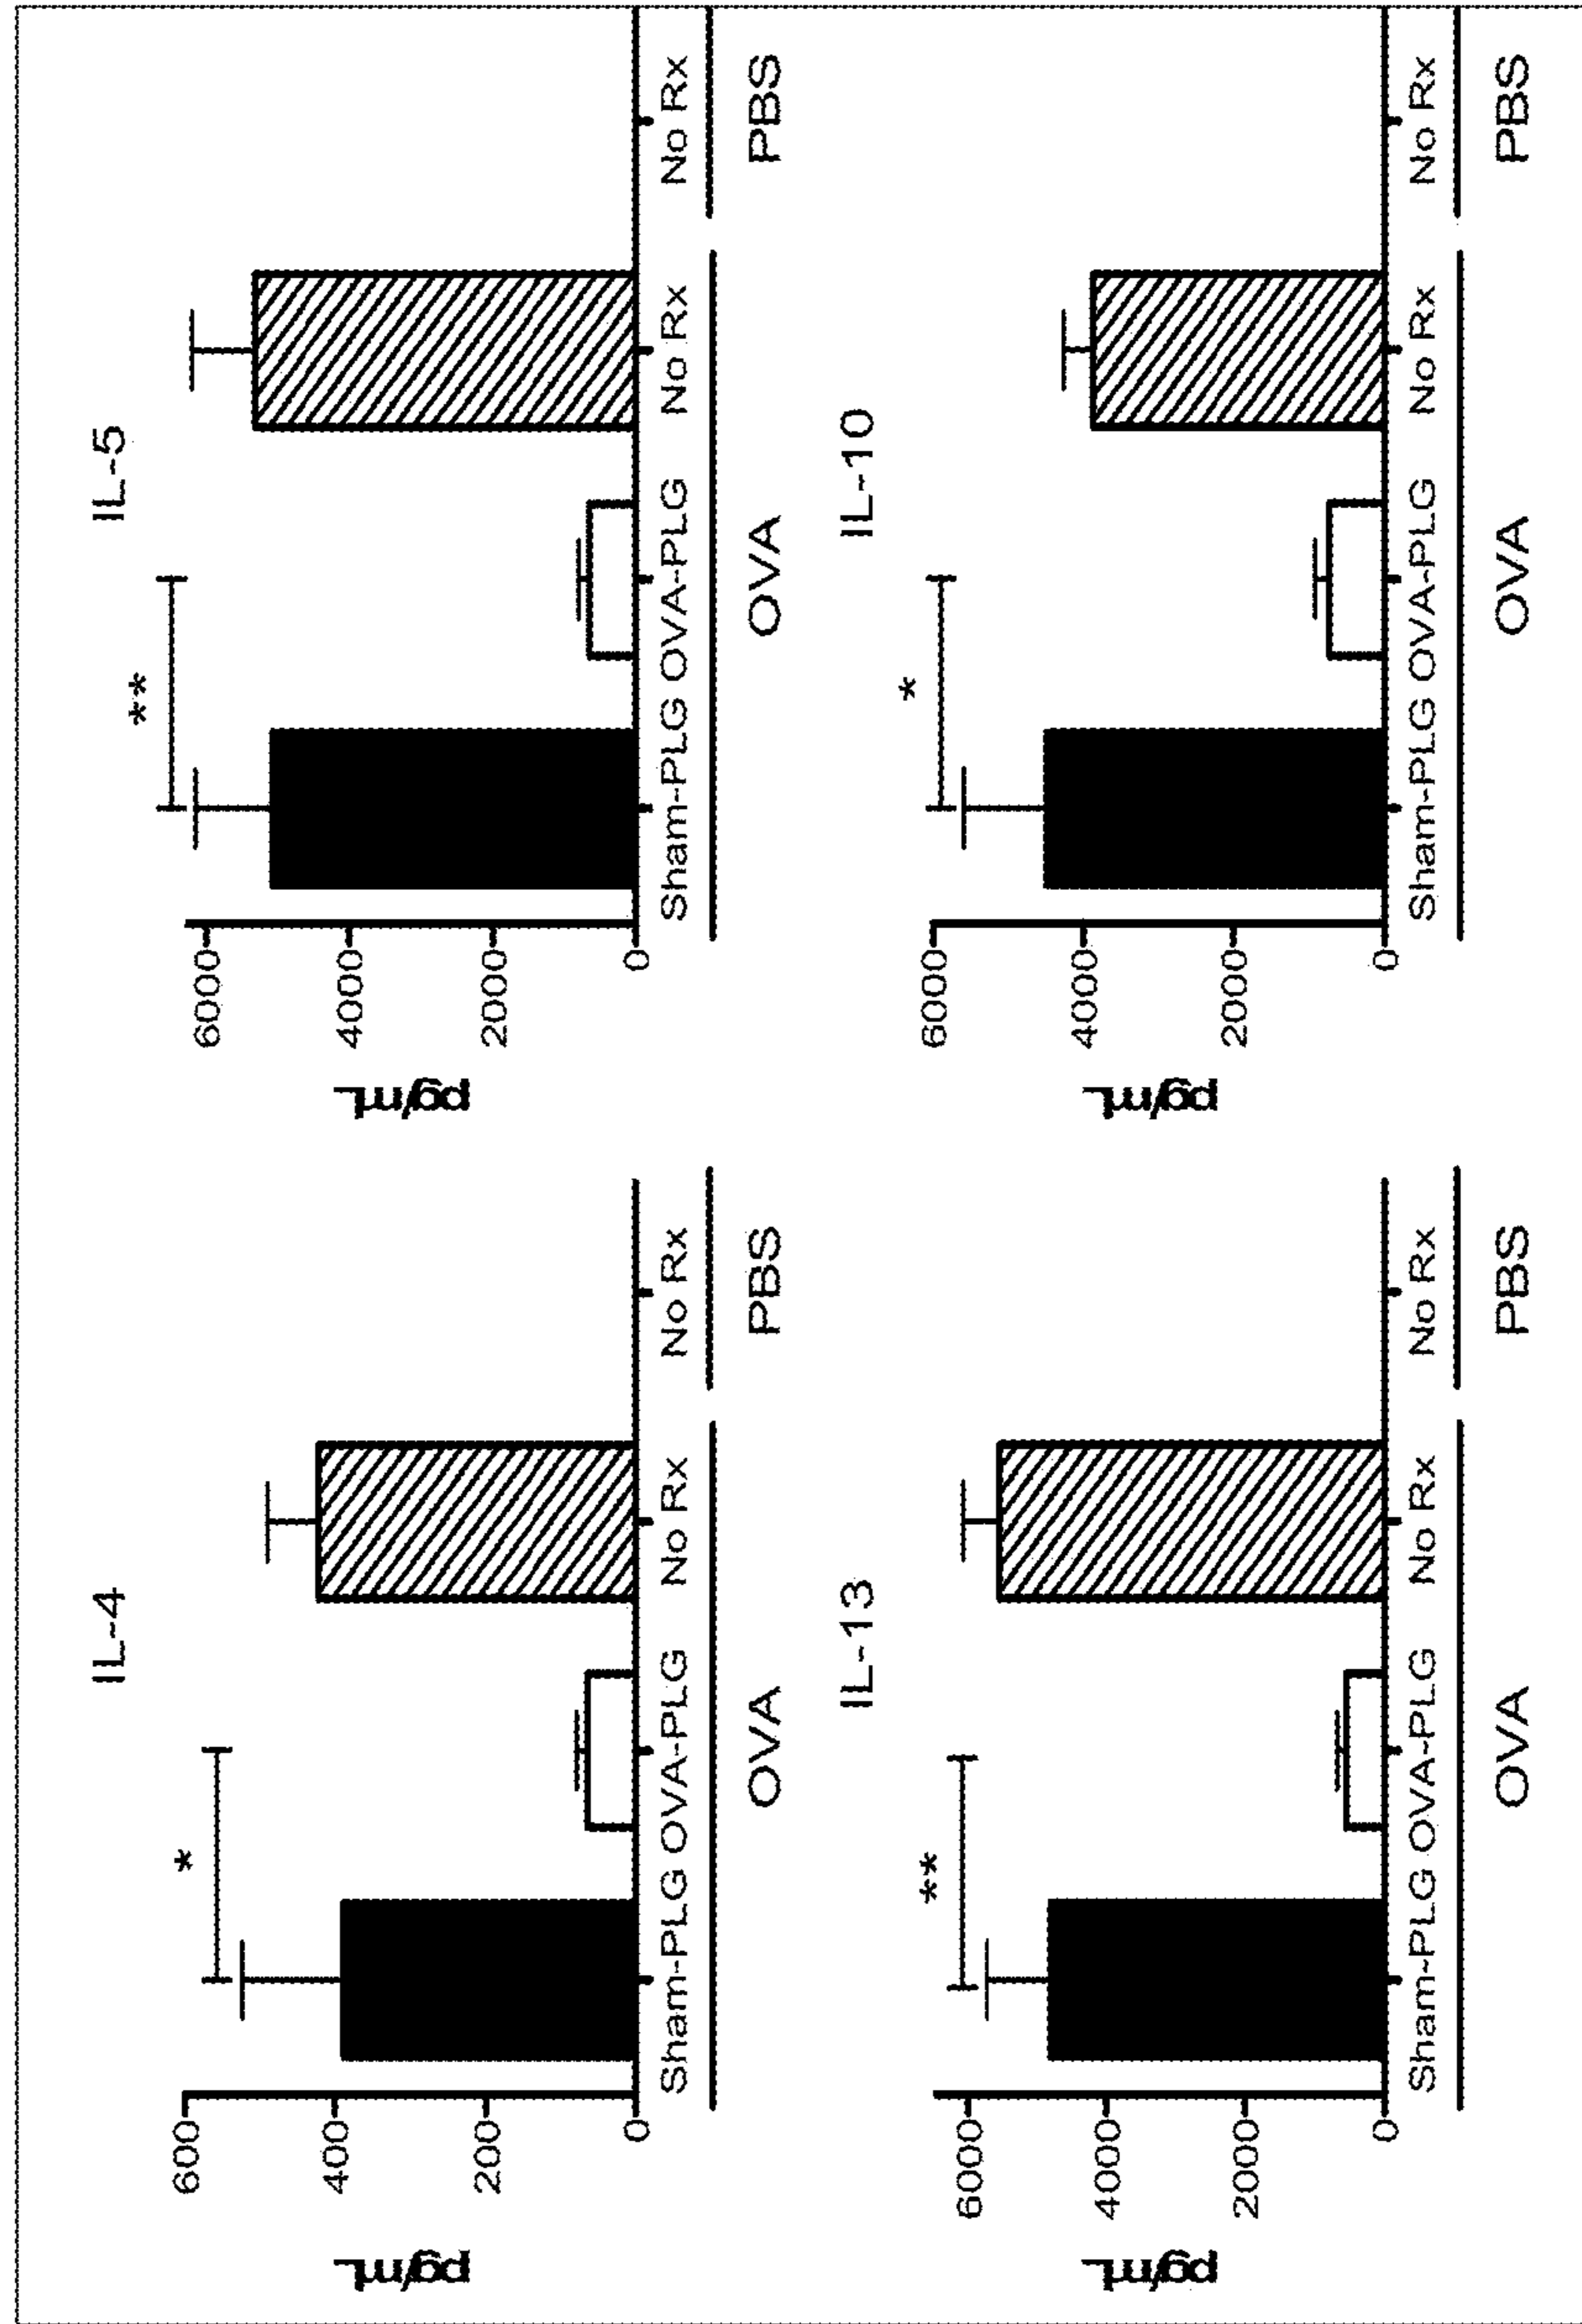 IL-4
*
pg/mL
600
400
200
0
Sham-PLG OVA-PLG No Rx No Rx
OVA PBS
IL-5
**
pg/mL
6000
4000
2000
0
Sham-PLG OVA-PLG No Rx No Rx
OVA PBS
IL-13
**
pg/mL
6000
4000
2000
0
Sham-PLG OVA-PLG No Rx No Rx
OVA PBS
IL-10
*
pg/mL
6000
4000
2000
0
Sham-PLG OVA-PLG No Rx No Rx
OVA PBS